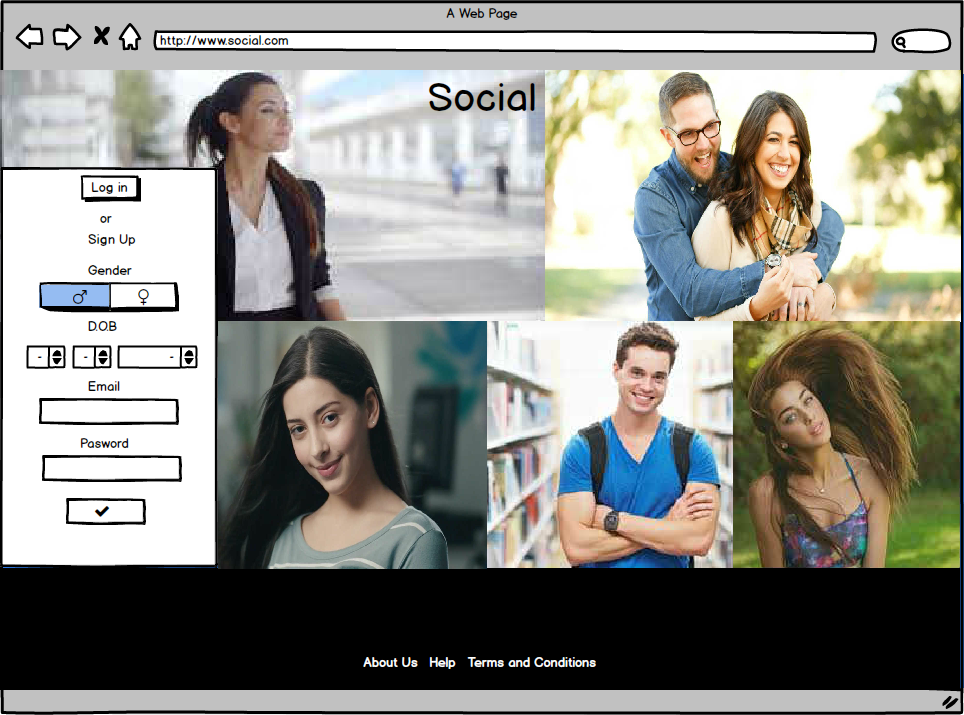 A Web Page
http://www.social.com
Social
Log in
or
Sign Up
Gender
♂ ♀
D.O.B
- - -
Email
Pasword
About Us Help Terms and Conditions